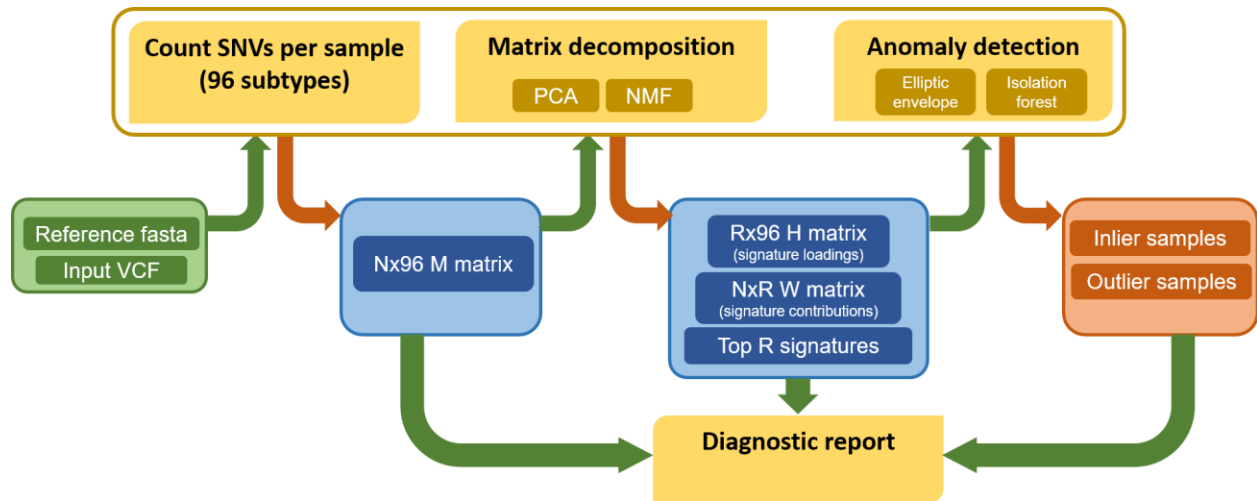 Count SNVs per sample
(96 subtypes)
Matrix decomposition
PCA
NMF
Anomaly detection
Elliptic
envelope
Isolation
forest
Reference fasta
Input VCF
Nx96 M matrix
Rx96 H matrix
(signature loadings)
NxR W matrix
(signature contributions)
Top R signatures
Inlier samples
Outlier samples
Diagnostic report